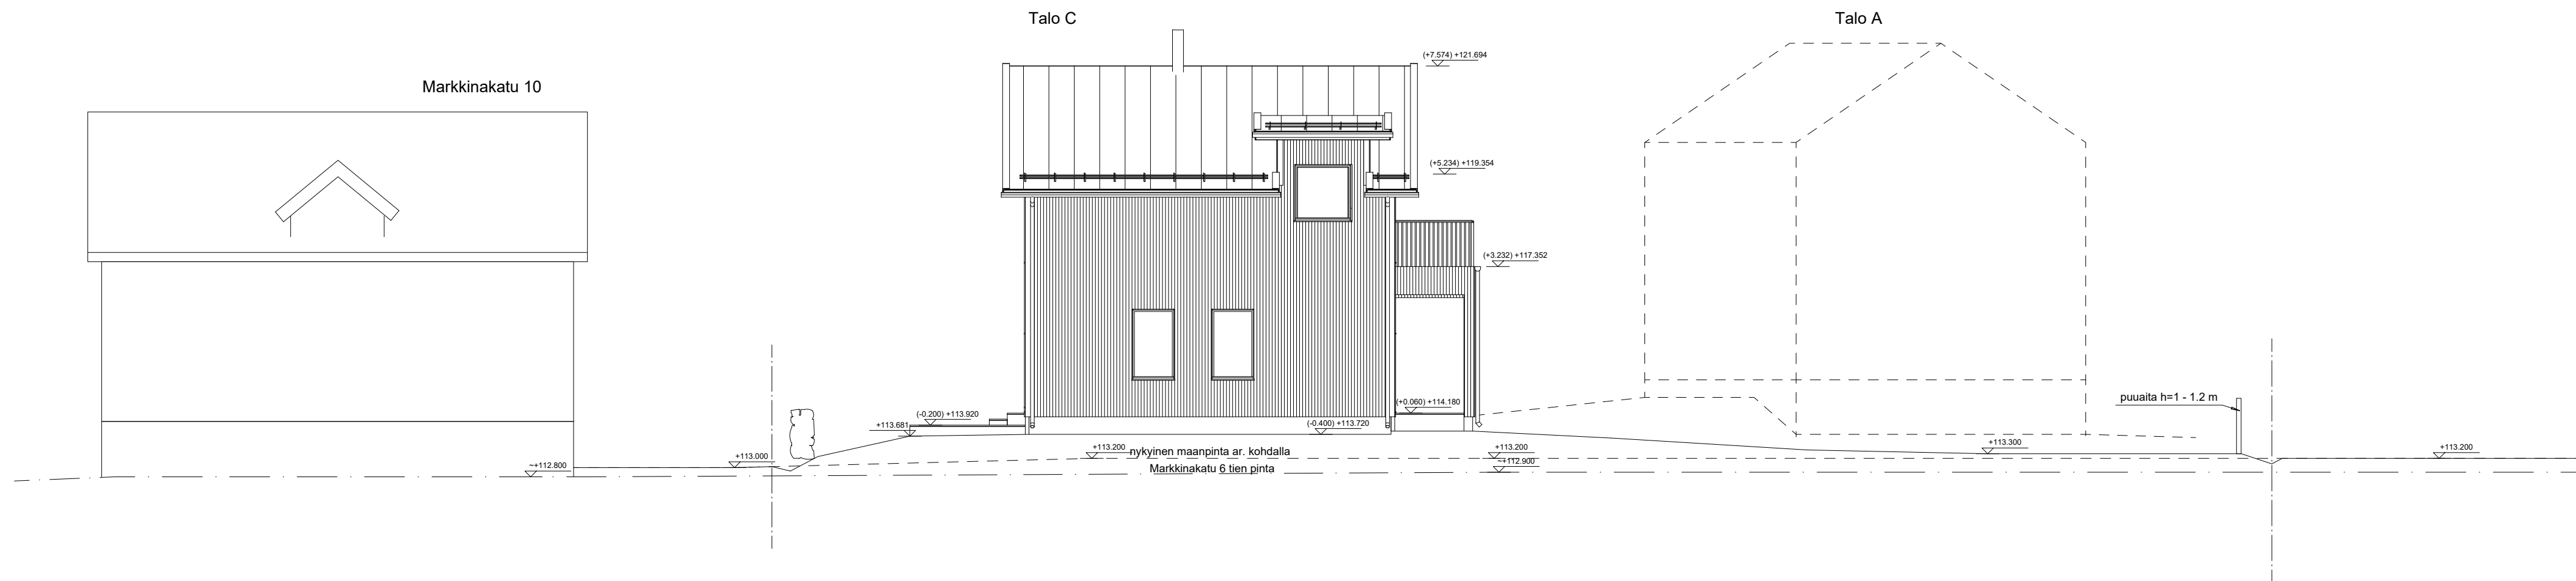 Talo C
Talo A
Markkinakatu 10
(+7.574) +121.694
(+5.234) +119.354
(+3.232) +117.352
(+0.060) +114.180
puuaita h=1 - 1.2 m
(-0.200) +113.920
+113.681
(-0.400) +113.720
+113.000
~+112.800
+113.200
nykyinen maanpinta ar. kohdalla
Markkinakatu 6 tien pinta
+113.200
~+112.900
+113.300
+113.200